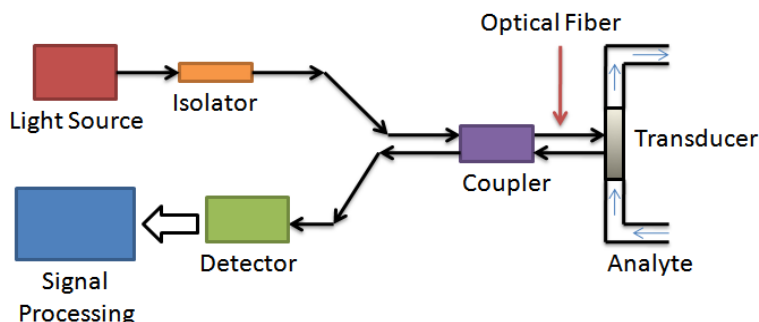 Optical Fiber
Light Source
Isolator
Coupler
Transducer
Detector
Analyte
Signal
Processing